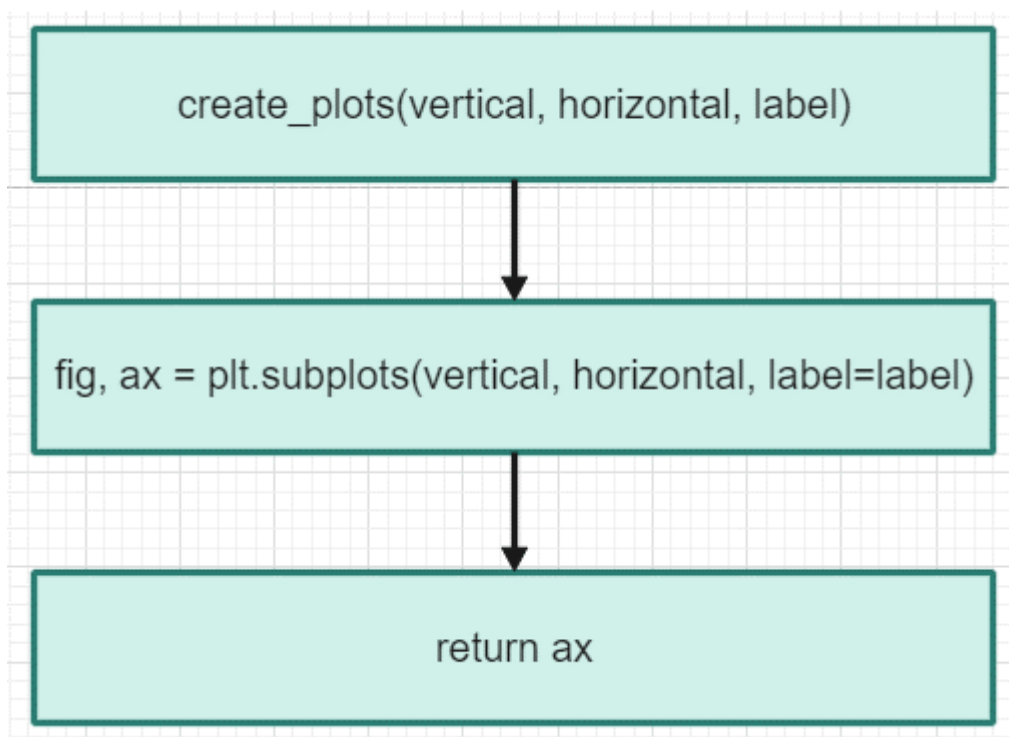 create_plots(vertical, horizontal, label)
fig, ax = plt.subplots(vertical, horizontal, label=label)
return ax